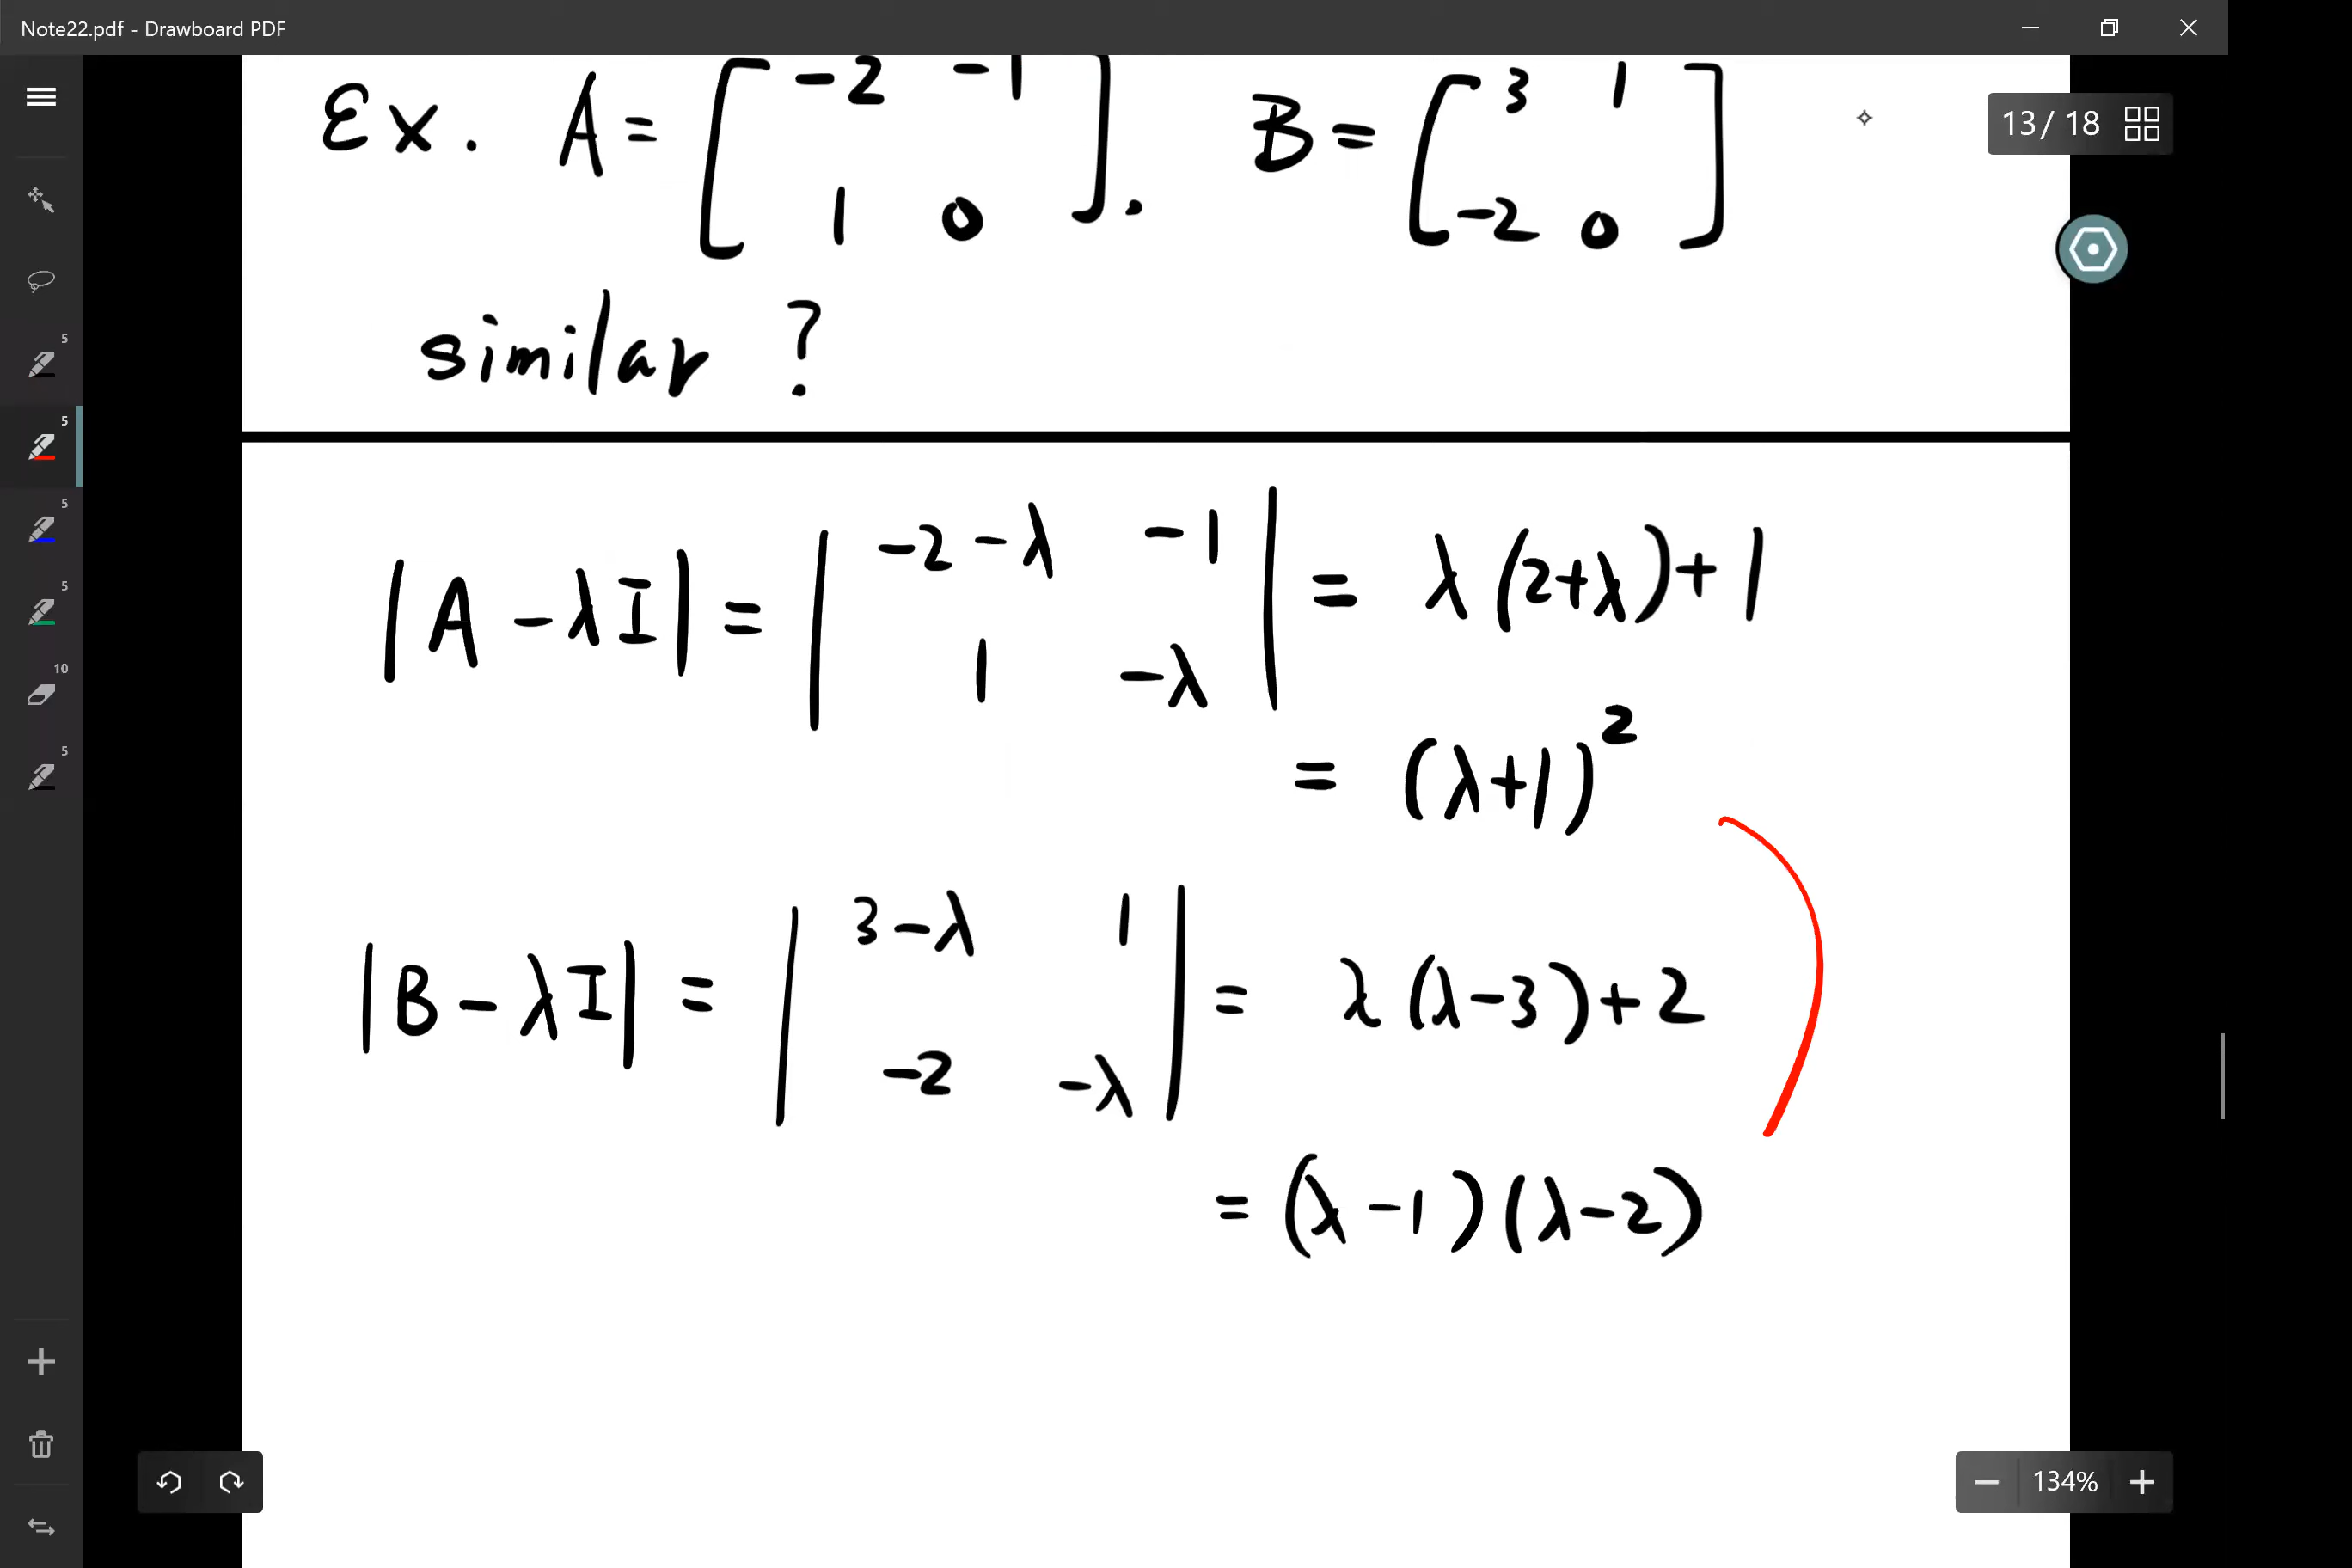 Note22.pdf - Drawboard PDF
Ex. A = [ -2 -1
1 0 ]. B = [ 3 1
-2 0 ]
13 / 18
similar ?
5
5
5
5
10
5
|A - λI| = | -2-λ -1
1 -λ | = λ(2+λ)+1
= (λ+1)²
|B - λI| = | 3-λ 1
-2 -λ | = λ(λ-3)+2
= (λ-1)(λ-2)
134%